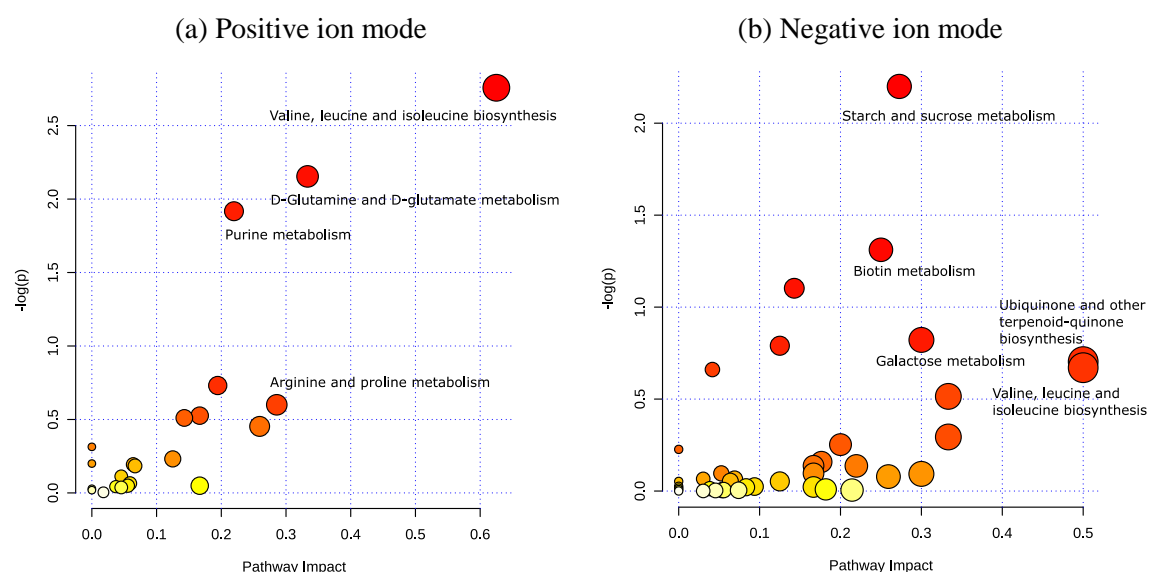 (a) Positive ion mode
-log(p)
2.5
2.0
1.5
1.0
0.5
0.0
Valine, leucine and isoleucine biosynthesis
D-Glutamine and D-glutamate metabolism
Purine metabolism
Arginine and proline metabolism
0.0 0.1 0.2 0.3 0.4 0.5 0.6
Pathway Impact
(b) Negative ion mode
-log(p)
2.0
1.5
1.0
0.5
0.0
Starch and sucrose metabolism
Biotin metabolism
Ubiquinone and other
terpenoid-quinone
biosynthesis
Galactose metabolism
Valine, leucine and
isoleucine biosynthesis
0.0 0.1 0.2 0.3 0.4 0.5
Pathway Impact